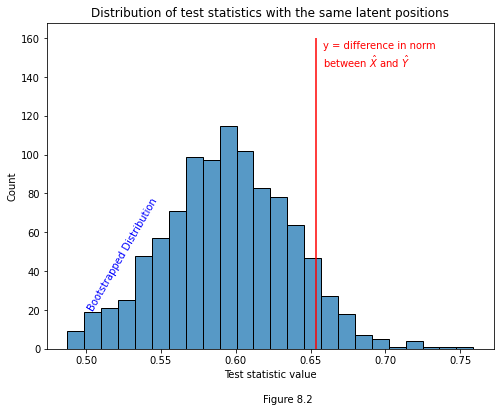 Distribution of test statistics with the same latent positions
160
140
120
100
80
60
40
20
0
Count
y = difference in norm
between X̂ and Ŷ
Bootstrapped Distribution
0.50 0.55 0.60 0.65 0.70 0.75
Test statistic value
Figure 8.2